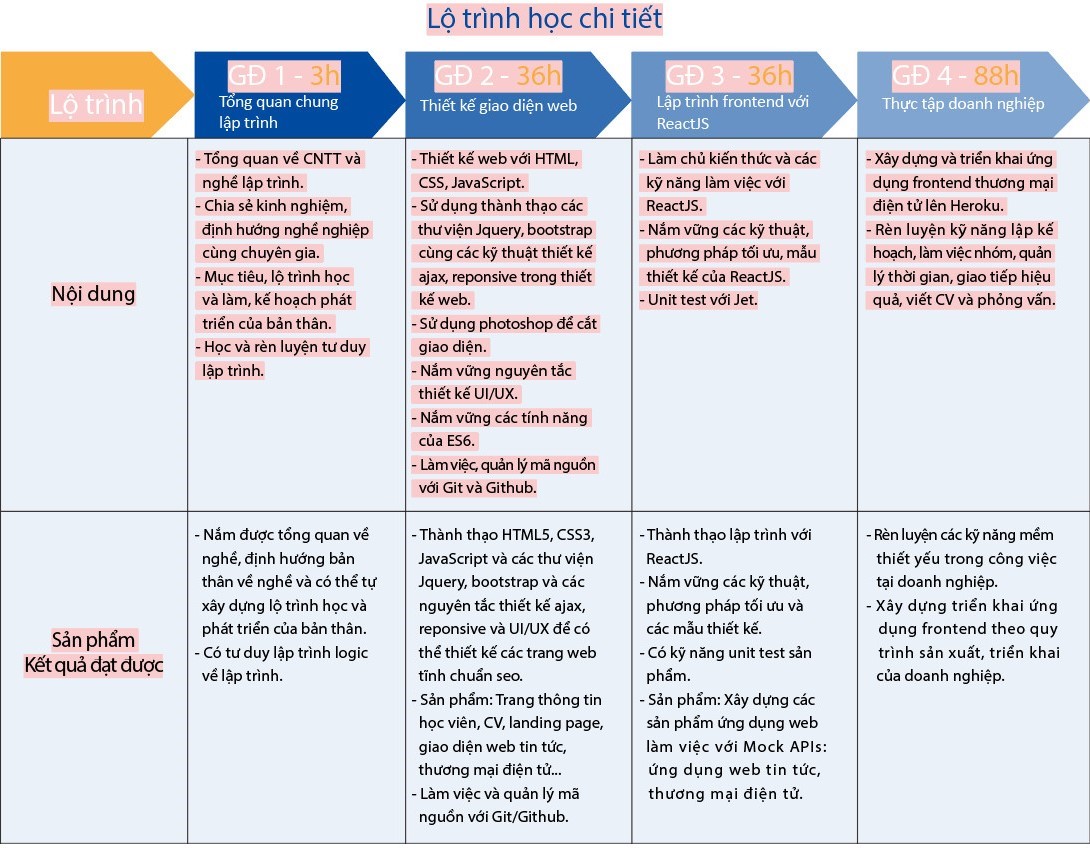 Lộ trình học chi tiết
Lộ trình
GĐ 1 - 3h
Tổng quan chung
lập trình
GĐ 2 - 36h
Thiết kế giao diện web
GĐ 3 - 36h
Lập trình frontend với
ReactJS
GĐ 4 - 88h
Thực tập doanh nghiệp
Nội dung
- Tổng quan về CNTT và
nghề lập trình.
- Chia sẻ kinh nghiệm,
định hướng nghề nghiệp
cùng chuyên gia.
- Mục tiêu, lộ trình học
và làm, kế hoạch phát
triển của bản thân.
- Học và rèn luyện tư duy
lập trình.
- Thiết kế web với HTML,
CSS, JavaScript.
- Sử dụng thành thạo các
thư viện Jquery, bootstrap
cùng các kỹ thuật thiết kế
ajax, reponsive trong thiết
kế web.
- Sử dụng photoshop để cắt
giao diện.
- Nắm vững nguyên tắc
thiết kế UI/UX.
- Nắm vững các tính năng
của ES6.
- Làm việc, quản lý mã nguồn
với Git và Github.
- Làm chủ kiến thức và các
kỹ năng làm việc với
ReactJS.
- Nắm vững các kỹ thuật,
phương pháp tối ưu, mẫu
thiết kế của ReactJS.
- Unit test với Jet.
- Xây dựng và triển khai ứng
dụng frontend thương mại
điện tử lên Heroku.
- Rèn luyện kỹ năng lập kế
hoạch, làm việc nhóm, quản
lý thời gian, giao tiếp hiệu
quả, viết CV và phỏng vấn.
Sản phẩm
Kết quả đạt được
- Nắm được tổng quan về
nghề, định hướng bản
thân về nghề và có thể tự
xây dựng lộ trình học và
phát triển của bản thân.
- Có tư duy lập trình logic
về lập trình.
- Thành thạo HTML5, CSS3,
JavaScript và các thư viện
Jquery, bootstrap và các
nguyên tắc thiết kế ajax,
reponsive và UI/UX để có
thể thiết kế các trang web
tĩnh chuẩn seo.
- Sản phẩm: Trang thông tin
học viên, CV, landing page,
giao diện web tin tức,
thương mại điện tử...
- Làm việc và quản lý mã
nguồn với Git/Github.
- Thành thạo lập trình với
ReactJS.
- Nắm vững các kỹ thuật,
phương pháp tối ưu và
các mẫu thiết kế.
- Có kỹ năng unit test sản
phẩm.
- Sản phẩm: Xây dựng các
sản phẩm ứng dụng web
làm việc với Mock APIs:
ứng dụng web tin tức,
thương mại điện tử.
- Rèn luyện các kỹ năng mềm
thiết yếu trong công việc
tại doanh nghiệp.
- Xây dựng triển khai ứng
dụng frontend theo quy
trình sản xuất, triển khai
của doanh nghiệp.